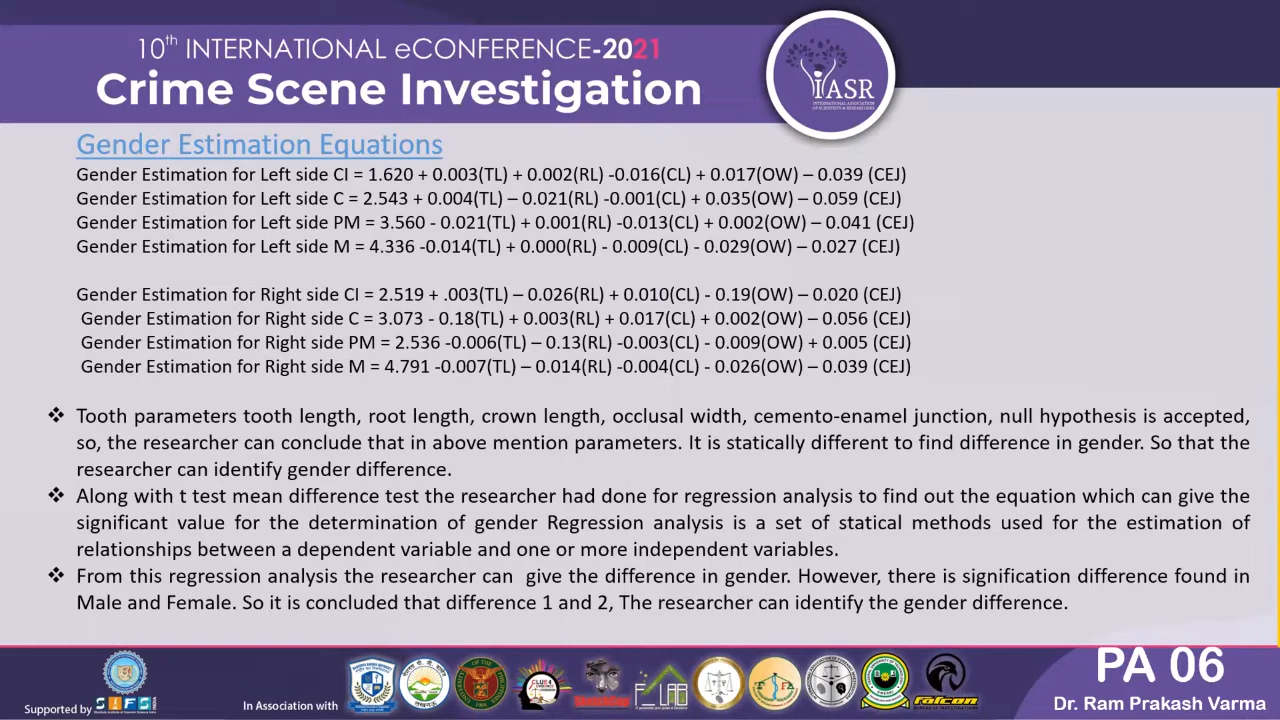 10th INTERNATIONAL eCONFERENCE-2021
Crime Scene Investigation
iASR
INTERNATIONAL ASSOCIATION
OF SCIENTISTS & RESEARCHERS
Gender Estimation Equations
Gender Estimation for Left side CI = 1.620 + 0.003(TL) + 0.002(RL) -0.016(CL) + 0.017(OW) – 0.039 (CEJ)
Gender Estimation for Left side C = 2.543 + 0.004(TL) – 0.021(RL) -0.001(CL) + 0.035(OW) – 0.059 (CEJ)
Gender Estimation for Left side PM = 3.560 - 0.021(TL) + 0.001(RL) -0.013(CL) + 0.002(OW) – 0.041 (CEJ)
Gender Estimation for Left side M = 4.336 -0.014(TL) + 0.000(RL) - 0.009(CL) - 0.029(OW) – 0.027 (CEJ)
Gender Estimation for Right side CI = 2.519 + .003(TL) – 0.026(RL) + 0.010(CL) - 0.19(OW) – 0.020 (CEJ)
Gender Estimation for Right side C = 3.073 - 0.18(TL) + 0.003(RL) + 0.017(CL) + 0.002(OW) – 0.056 (CEJ)
Gender Estimation for Right side PM = 2.536 -0.006(TL) – 0.13(RL) -0.003(CL) - 0.009(OW) + 0.005 (CEJ)
Gender Estimation for Right side M = 4.791 -0.007(TL) – 0.014(RL) -0.004(CL) - 0.026(OW) – 0.039 (CEJ)
❖ Tooth parameters tooth length, root length, crown length, occlusal width, cemento-enamel junction, null hypothesis is accepted,
so, the researcher can conclude that in above mention parameters. It is statically different to find difference in gender. So that the
researcher can identify gender difference.
❖ Along with t test mean difference test the researcher had done for regression analysis to find out the equation which can give the
significant value for the determination of gender Regression analysis is a set of statical methods used for the estimation of
relationships between a dependent variable and one or more independent variables.
❖ From this regression analysis the researcher can give the difference in gender. However, there is signification difference found in
Male and Female. So it is concluded that difference 1 and 2, The researcher can identify the gender difference.
Supported by
SIFS
In Association with
PA 06
Dr. Ram Prakash Varma